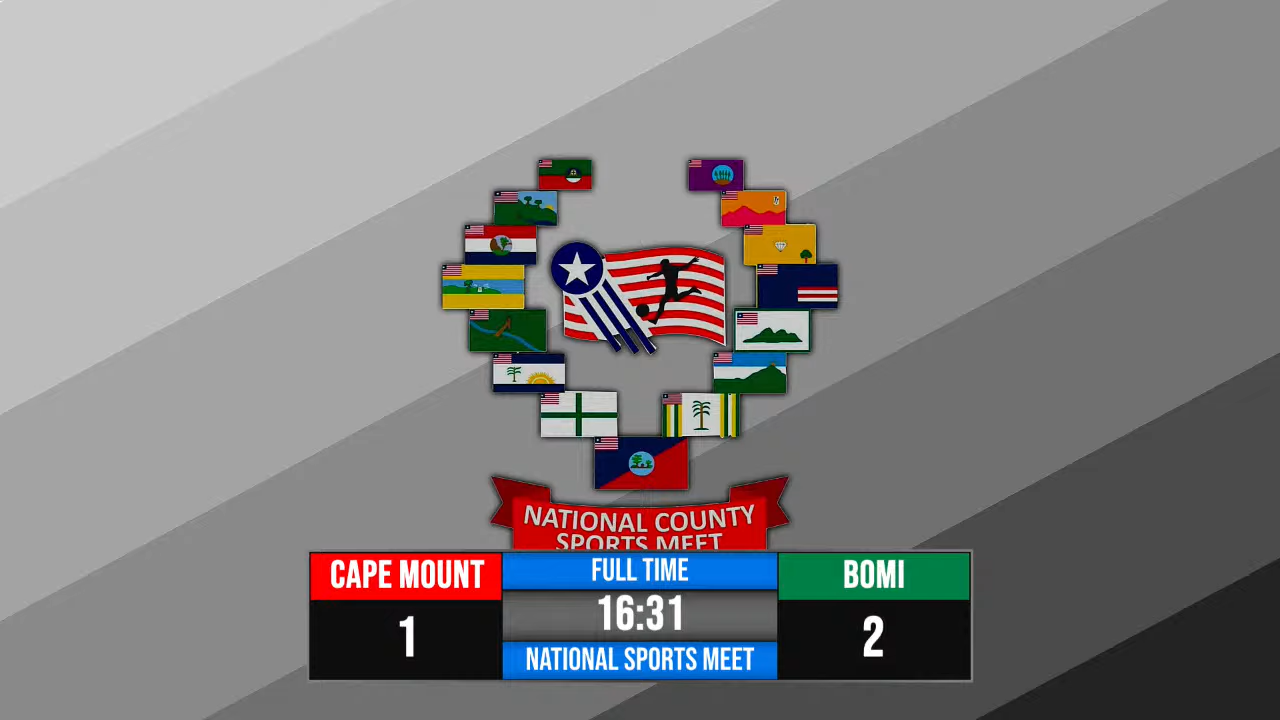 NATIONAL COUNTY
SPORTS MEET
CAPE MOUNT
FULL TIME
BOMI
1
16:31
2
NATIONAL SPORTS MEET